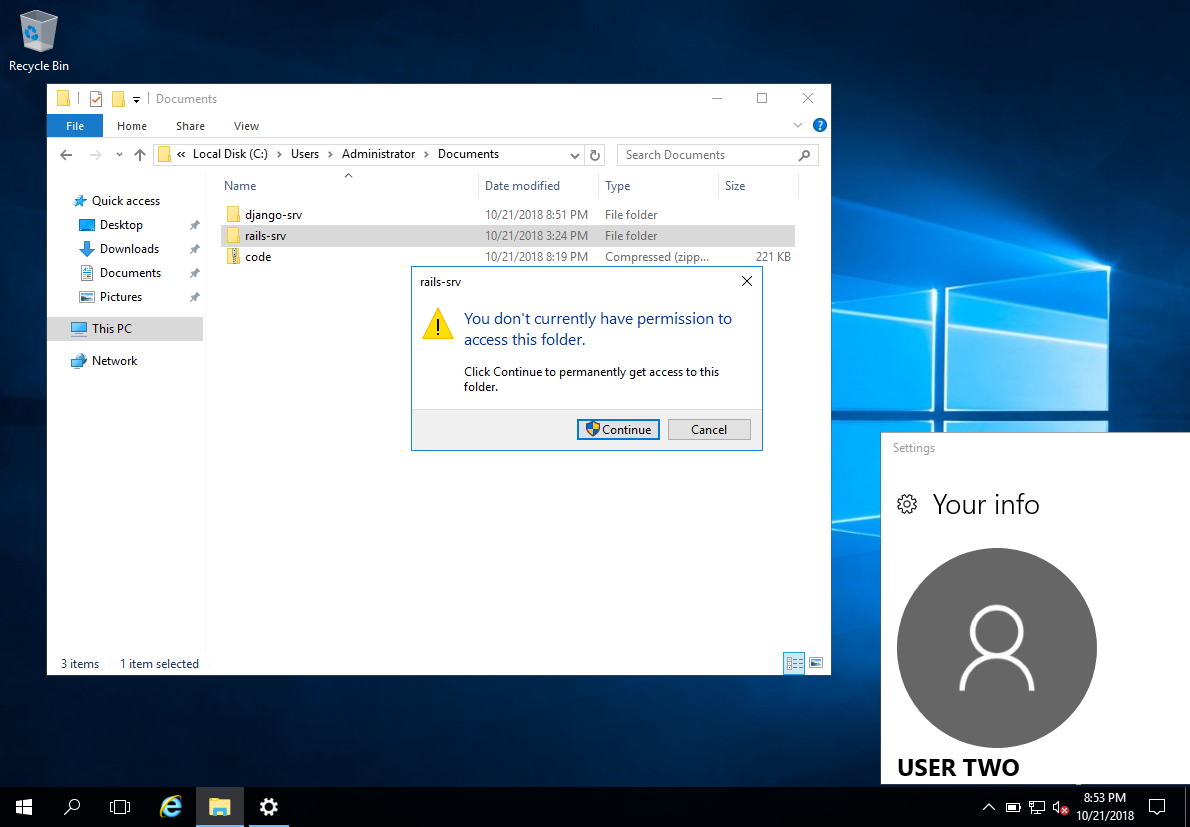 Recycle Bin
Documents
File Home Share View
« Local Disk (C:) › Users › Administrator › Documents
Search Documents
Name Date modified Type Size
Quick access
Desktop
Downloads
Documents
Pictures
This PC
Network
django-srv 10/21/2018 8:51 PM File folder
rails-srv 10/21/2018 3:24 PM File folder
code 10/21/2018 8:19 PM Compressed (zipp... 221 KB
rails-srv
You don't currently have permission to
access this folder.
Click Continue to permanently get access to this
folder.
Continue Cancel
3 items 1 item selected
Settings
Your info
USER TWO
8:53 PM
10/21/2018